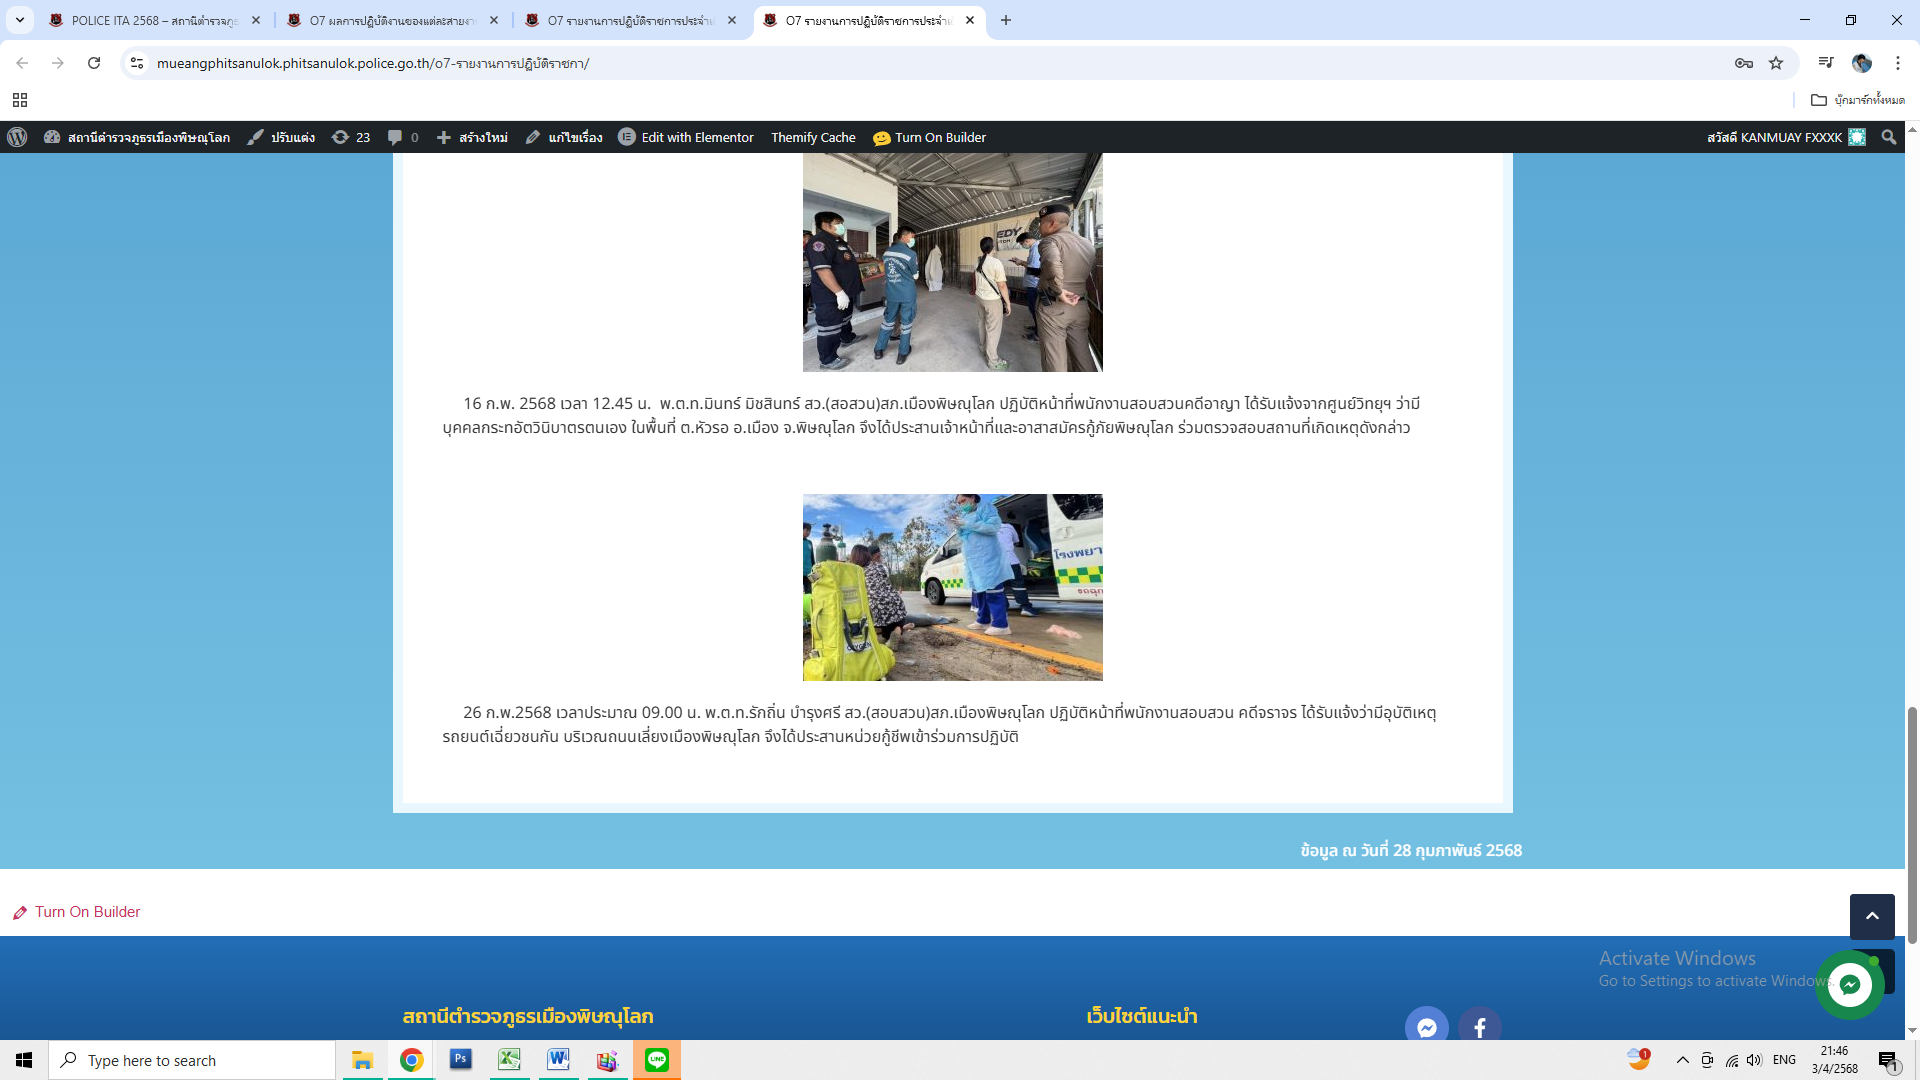 POLICE ITA 2568 – สถานีตำรวจภูธ
O7 ผลการปฏิบัติงานของแต่ละสายงา
O7 รายงานการปฏิบัติราชการประจำเ
O7 รายงานการปฏิบัติราชการประจำเ
mueangphitsanulok.phitsanulok.police.go.th/o7-รายงานการปฏิบัติราชกา/
บุ๊กมาร์กทั้งหมด
สถานีตำรวจภูธรเมืองพิษณุโลก ปรับแต่ง 23 0 สร้างใหม่ แก้ไขเรื่อง Edit with Elementor Themify Cache Turn On Builder สวัสดี KANMUAY FXXXK
EDY
16 ก.พ. 2568 เวลา 12.45 น. พ.ต.ท.มินทร์ มิชสินทร์ สว.(สอสวน)สภ.เมืองพิษณุโลก ปฏิบัติหน้าที่พนักงานสอบสวนคดีอาญา ได้รับแจ้งจากศูนย์วิทยุฯ ว่ามี
บุคคลกระทอัตวินิบาตรตนเอง ในพื้นที่ ต.หัวรอ อ.เมือง จ.พิษณุโลก จึงได้ประสานเจ้าหน้าที่และอาสาสมัครกู้ภัยพิษณุโลก ร่วมตรวจสอบสถานที่เกิดเหตุดังกล่าว
โรงพยา
26 ก.พ.2568 เวลาประมาณ 09.00 น. พ.ต.ท.รักถิ่น บำรุงศรี สว.(สอบสวน)สภ.เมืองพิษณุโลก ปฏิบัติหน้าที่พนักงานสอบสวน คดีจราจร ได้รับแจ้งว่ามีอุบัติเหตุ
รถยนต์เฉี่ยวชนกัน บริเวณถนนเลี่ยงเมืองพิษณุโลก จึงได้ประสานหน่วยกู้ชีพเข้าร่วมการปฏิบัติ
ข้อมูล ณ วันที่ 28 กุมภาพันธ์ 2568
Turn On Builder
Activate Windows
Go to Settings to activate Windows.
สถานีตำรวจภูธรเมืองพิษณุโลก
เว็บไซต์แนะนำ
Type here to search
Ps
LINE
1
ENG
21:46
3/4/2568
1